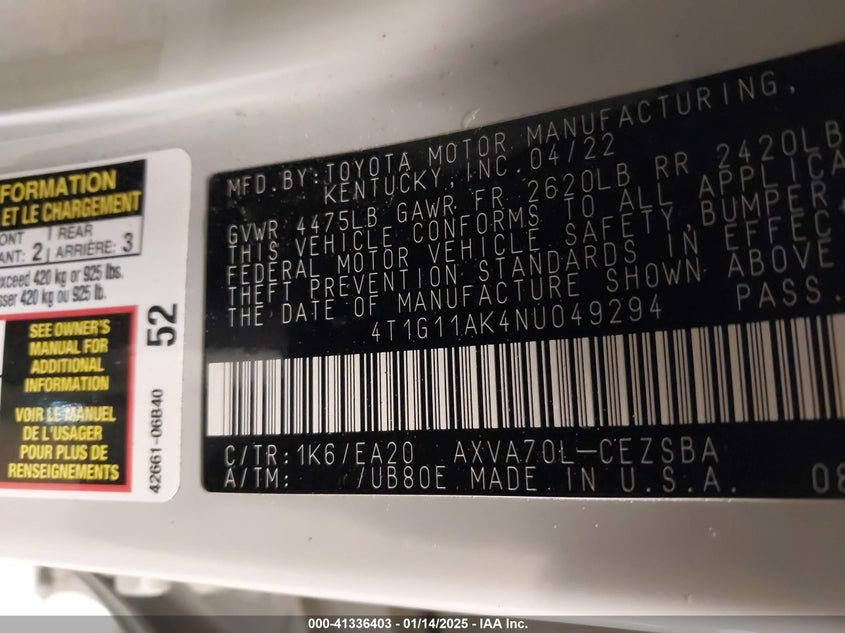 FORMATION
ET LE CHARGEMENT
ONT REAR
ANT: 2 ARRIÈRE: 3
exceed 420 kg or 925 lbs.
sser 420 kg ou 925 lb.
SEE OWNER'S
MANUAL FOR
ADDITIONAL
INFORMATION
VOIR LE MANUEL
DE L'USAGER
POUR PLUS DE
RENSEIGNEMENTS
52
42661-06B40
MFD.BY:TOYOTA MOTOR MANUFACTURING,
KENTUCKY,INC.04/22
GVWR 4475LB GAWR FR 2620LB RR 2420LB
THIS VEHICLE CONFORMS TO ALL APPLICA
FEDERAL MOTOR VEHICLE SAFETY,BUMPER,
THEFT PREVENTION STANDARDS IN EFFEC
THE DATE OF MANUFACTURE SHOWN ABOVE
4T1G11AK4NU049294 PASS.
C/TR: 1K6/EA20 AXVA70L-CEZSBA
A/TM: /UB80E MADE IN U.S.A. 08
000-41336403 - 01/14/2025 - IAA Inc.